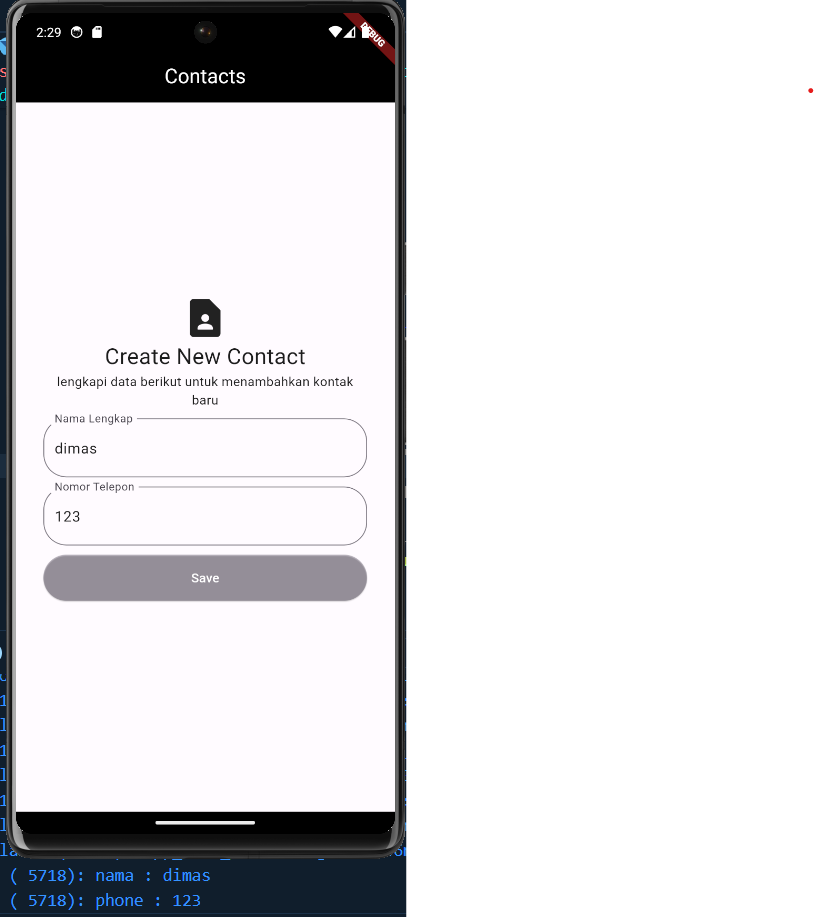 2:29
DEBUG
Contacts
Create New Contact
lengkapi data berikut untuk menambahkan kontak
baru
Nama Lengkap
dimas
Nomor Telepon
123
Save
( 5718): nama : dimas
( 5718): phone : 123